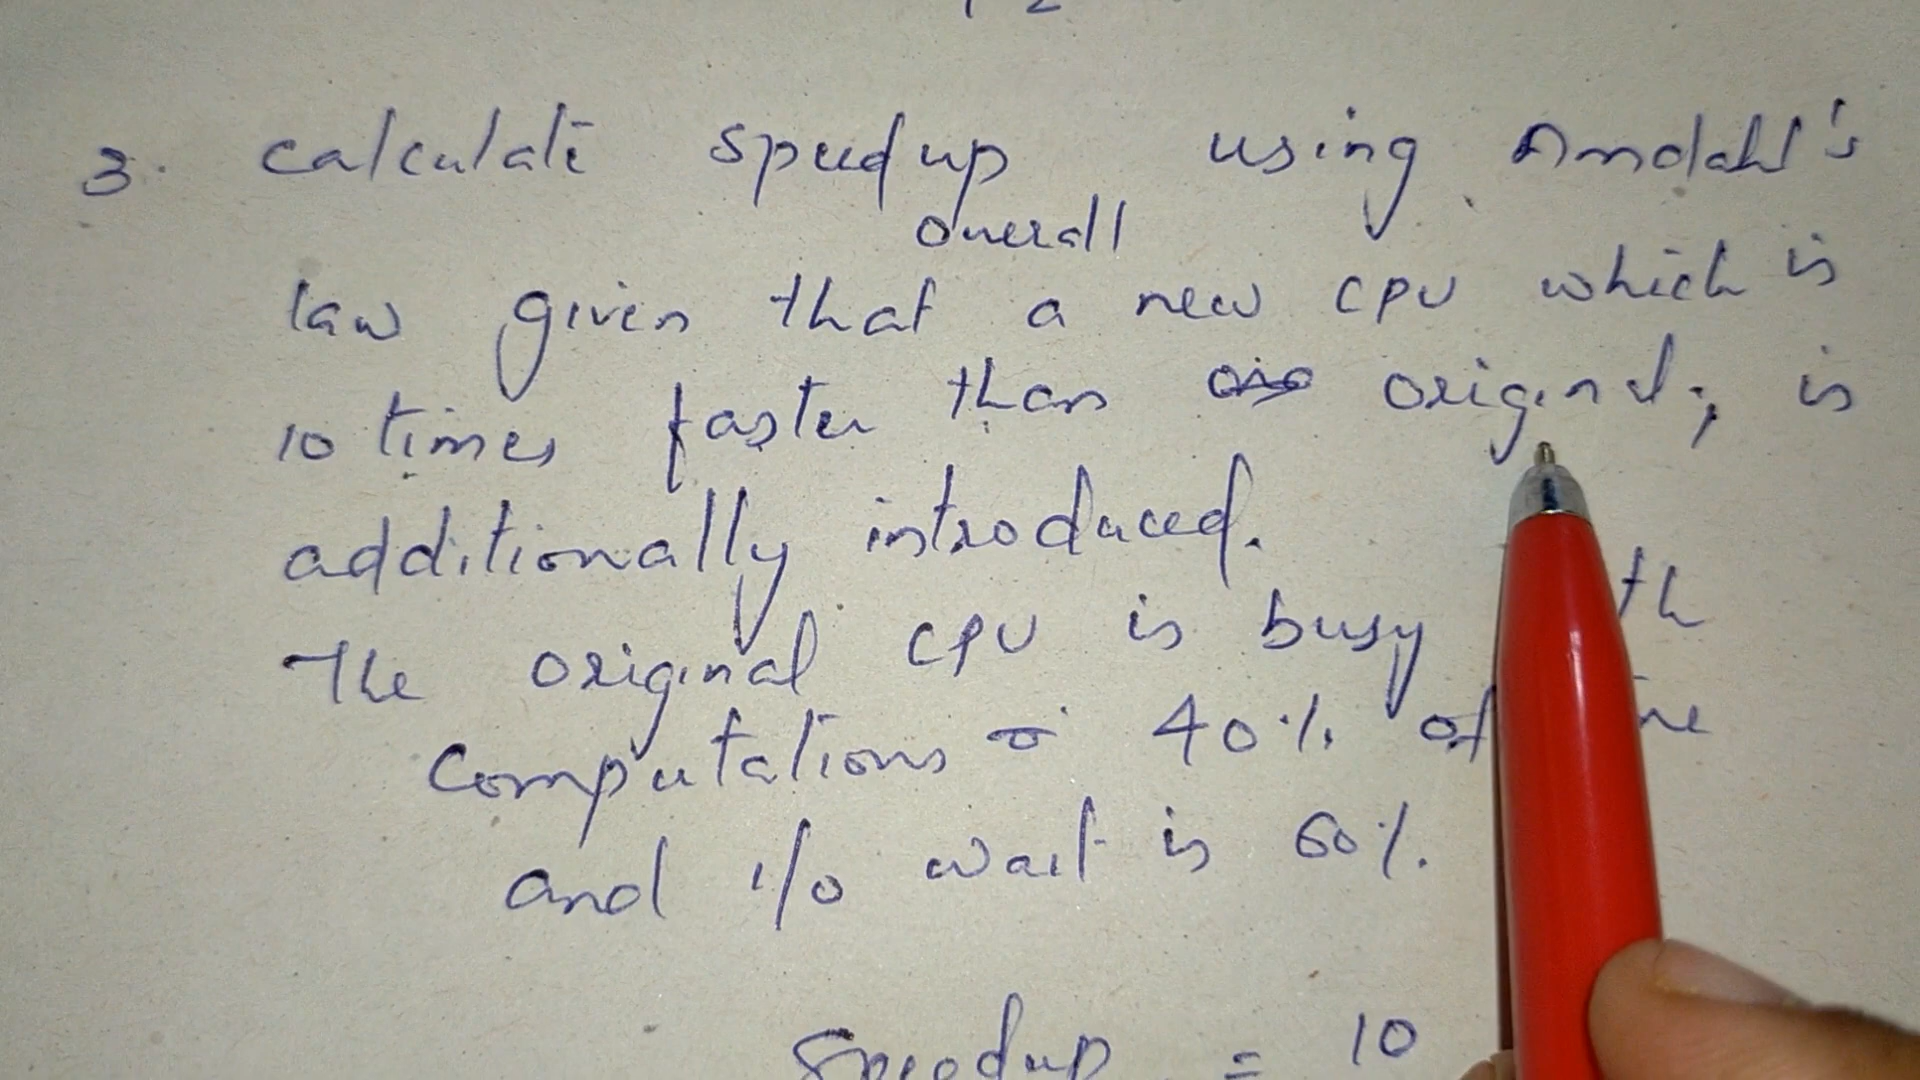 3. calculate speedup using Amdahl's
overall
law given that a new CPU which is
10 times faster than original, is
additionally introduced.
The original CPU is busy th
computations 40% of
and i/o wait is 60%.
Speedup = 10